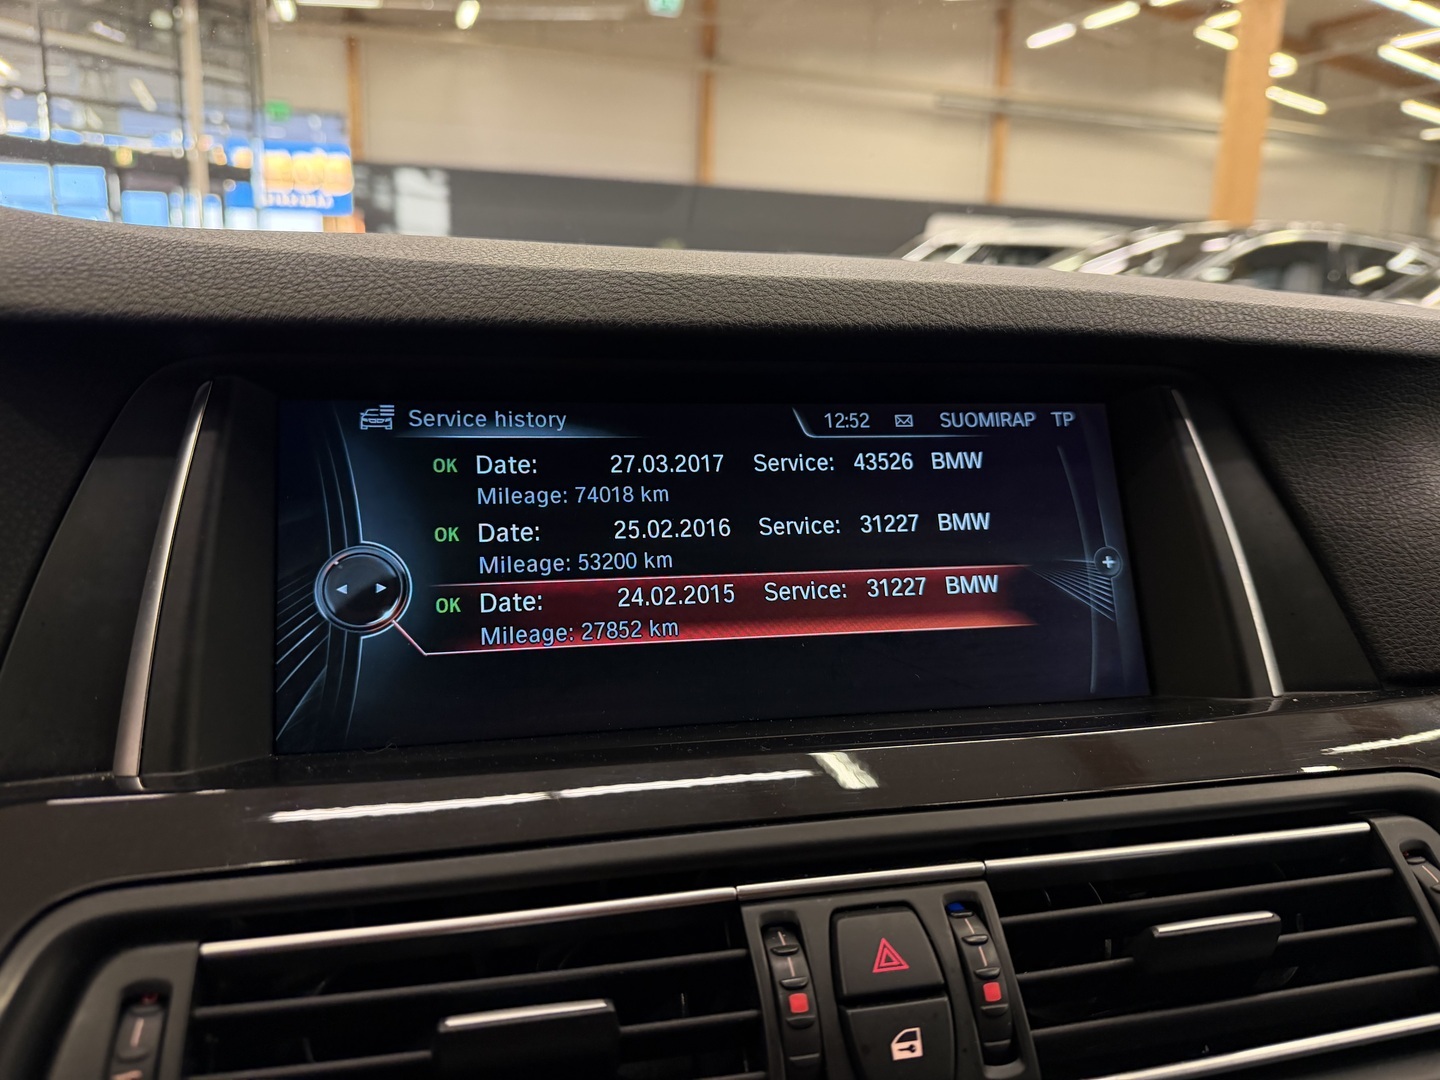 Service history 12:52 SUOMIRAP TP
OK Date: 27.03.2017 Service: 43526 BMW
Mileage: 74018 km
OK Date: 25.02.2016 Service: 31227 BMW
Mileage: 53200 km
OK Date: 24.02.2015 Service: 31227 BMW
Mileage: 27852 km